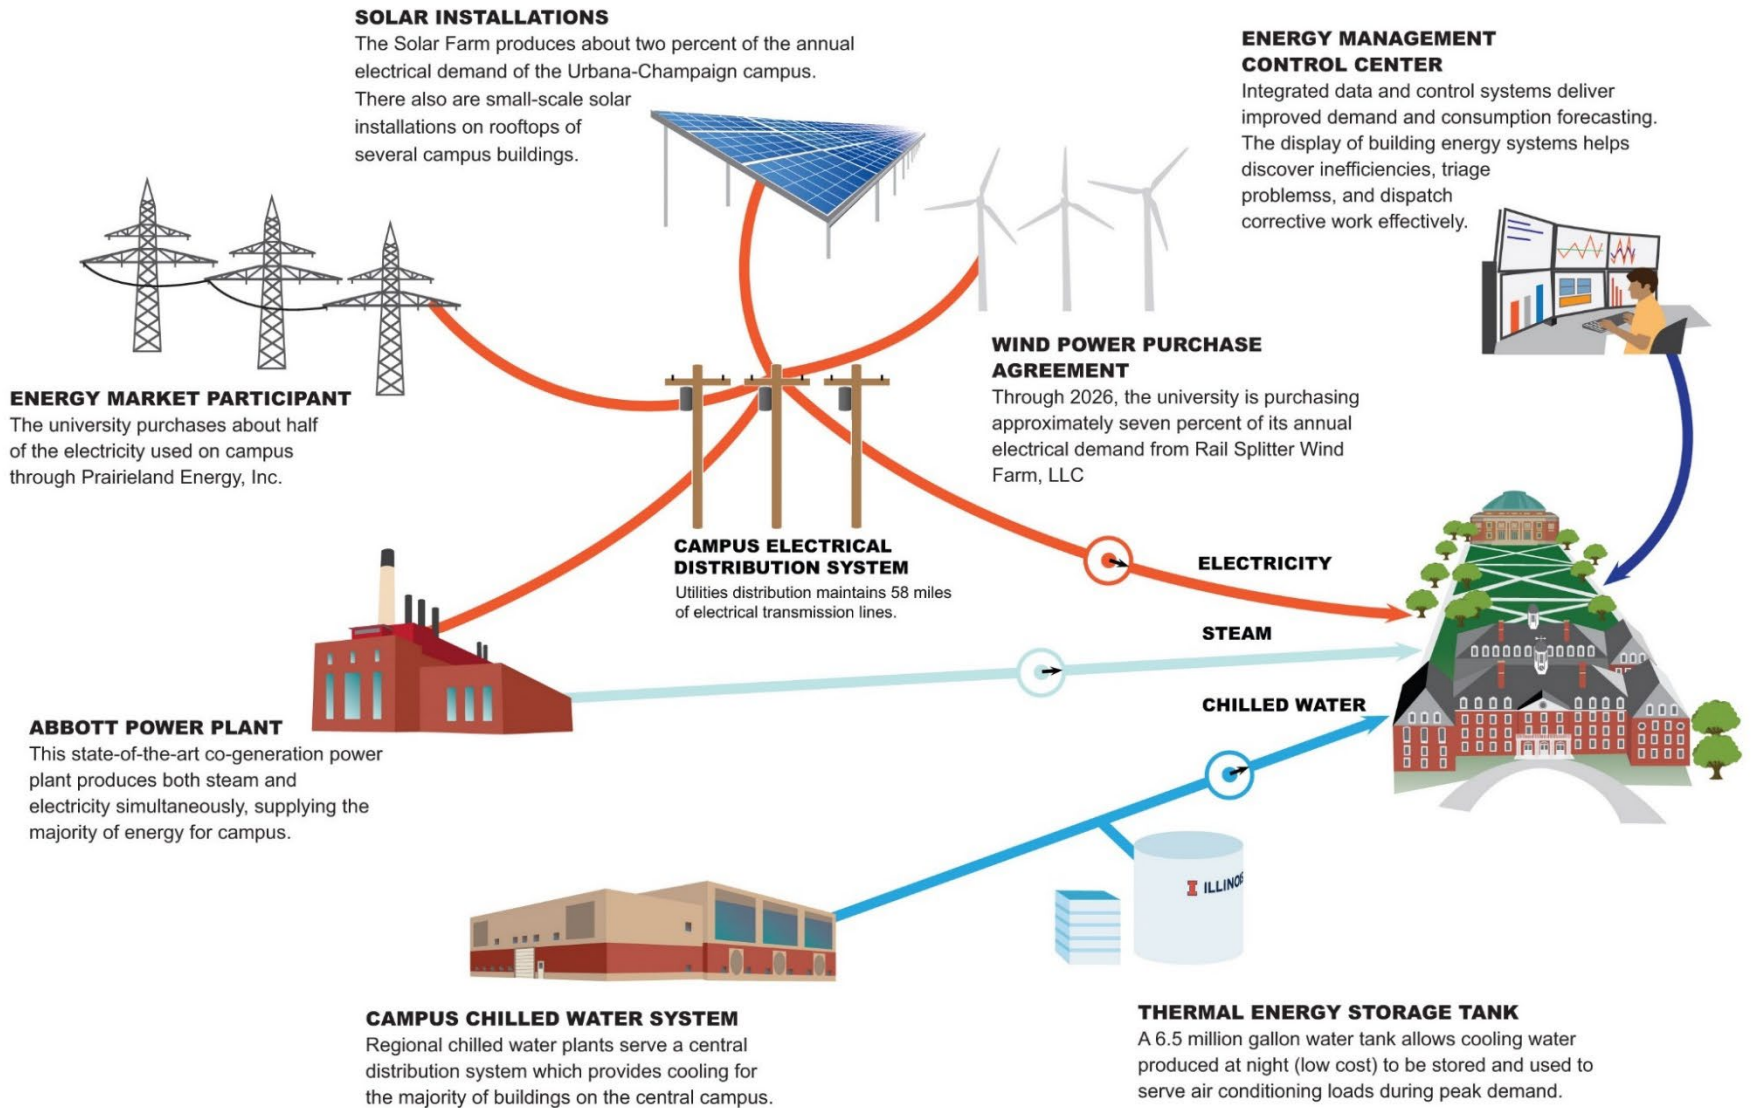 SOLAR INSTALLATIONS
The Solar Farm produces about two percent of the annual
electrical demand of the Urbana-Champaign campus.
There also are small-scale solar
installations on rooftops of
several campus buildings.
ENERGY MANAGEMENT
CONTROL CENTER
Integrated data and control systems deliver
improved demand and consumption forecasting.
The display of building energy systems helps
discover inefficiencies, triage
problemss, and dispatch
corrective work effectively.
ENERGY MARKET PARTICIPANT
The university purchases about half
of the electricity used on campus
through Prairieland Energy, Inc.
WIND POWER PURCHASE
AGREEMENT
Through 2026, the university is purchasing
approximately seven percent of its annual
electrical demand from Rail Splitter Wind
Farm, LLC
CAMPUS ELECTRICAL
DISTRIBUTION SYSTEM
Utilities distribution maintains 58 miles
of electrical transmission lines.
ELECTRICITY
STEAM
CHILLED WATER
ABBOTT POWER PLANT
This state-of-the-art co-generation power
plant produces both steam and
electricity simultaneously, supplying the
majority of energy for campus.
I ILLINOIS
CAMPUS CHILLED WATER SYSTEM
Regional chilled water plants serve a central
distribution system which provides cooling for
the majority of buildings on the central campus.
THERMAL ENERGY STORAGE TANK
A 6.5 million gallon water tank allows cooling water
produced at night (low cost) to be stored and used to
serve air conditioning loads during peak demand.